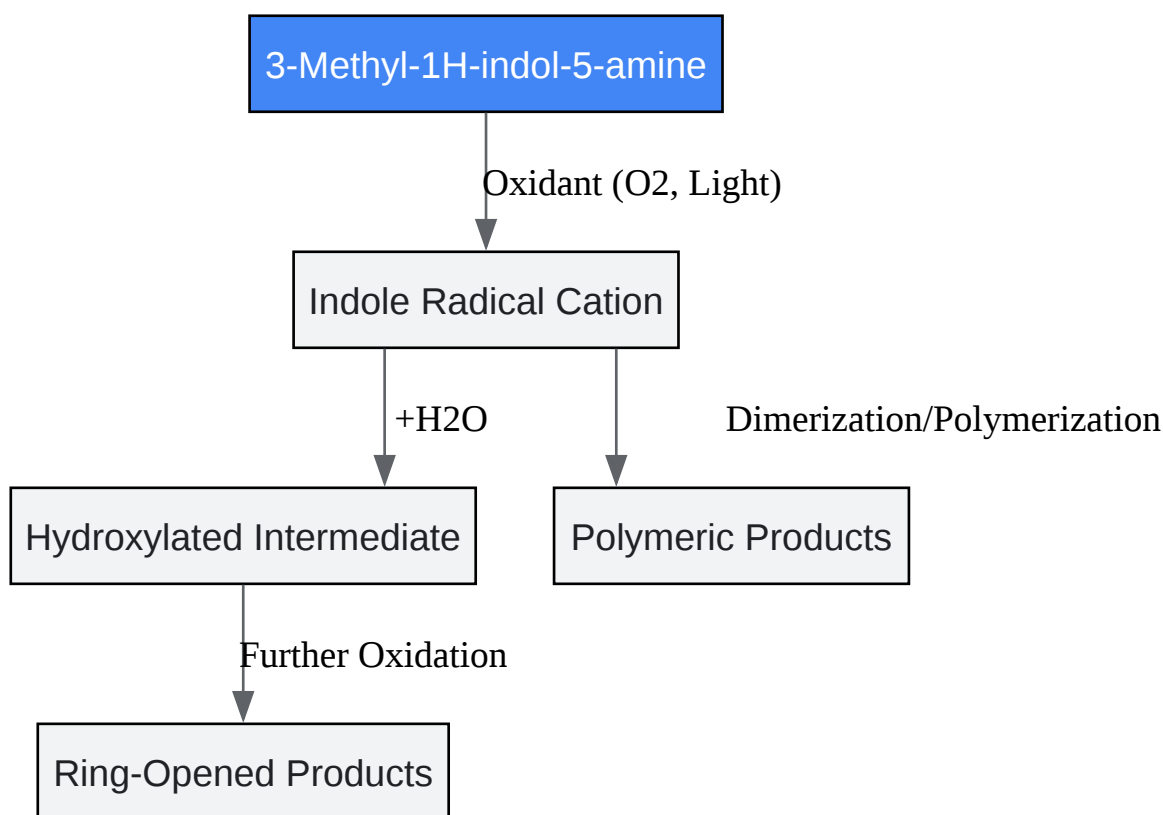 3-Methyl-1H-indol-5-amine
Oxidant (O2, Light)
Indole Radical Cation
+H2O
Dimerization/Polymerization
Hydroxylated Intermediate
Polymeric Products
Further Oxidation
Ring-Opened Products